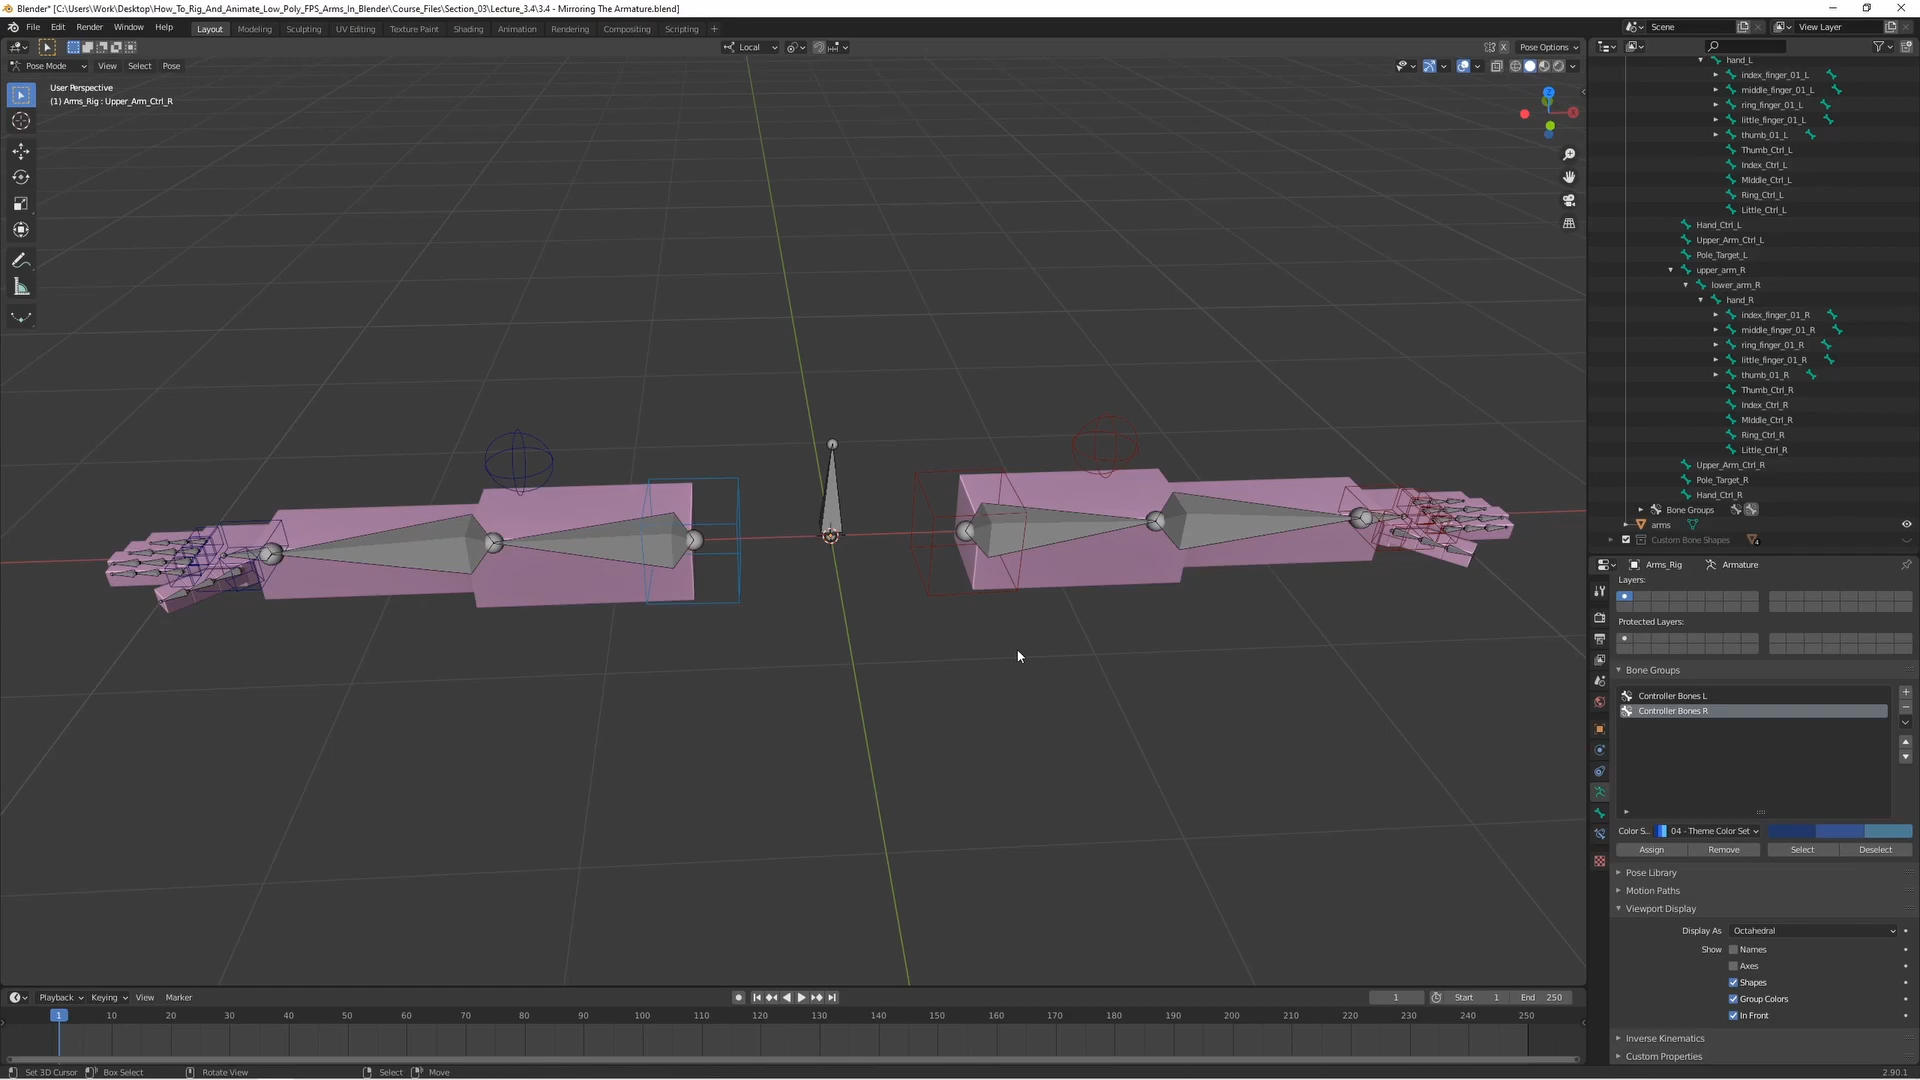 Blender* [C:\Users\Work\Desktop\How_To_Rig_And_Animate_Low_Poly_FPS_Arms_In_Blender\Course_Files\Section_03\Lecture_3.4\3.4 - Mirroring The Armature.blend]
File Edit Render Window Help Layout Modeling Sculpting UV Editing Texture Paint Shading Animation Rendering Compositing Scripting + Scene View Layer
Local X Pose Options
Pose Mode View Select Pose
User Perspective
(1) Arms_Rig : Upper_Arm_Ctrl_R
Z
X
hand_L
index_finger_01_L
middle_finger_01_L
ring_finger_01_L
little_finger_01_L
thumb_01_L
Thumb_Ctrl_L
Index_Ctrl_L
MIddle_Ctrl_L
Ring_Ctrl_L
Little_Ctrl_L
Hand_Ctrl_L
Upper_Arm_Ctrl_L
Pole_Target_L
upper_arm_R
lower_arm_R
hand_R
index_finger_01_R
middle_finger_01_R
ring_finger_01_R
little_finger_01_R
thumb_01_R
Thumb_Ctrl_R
Index_Ctrl_R
MIddle_Ctrl_R
Ring_Ctrl_R
Little_Ctrl_R
Upper_Arm_Ctrl_R
Pole_Target_R
Hand_Ctrl_R
Bone Groups
arms
Custom Bone Shapes 4
Arms_Rig Armature
Layers:
Protected Layers:
Bone Groups
Controller Bones L
Controller Bones R
Color S... 04 - Theme Color Set
Assign Remove Select Deselect
Pose Library
Motion Paths
Viewport Display
Display As Octahedral
Show Names
Axes
Shapes
Group Colors
In Front
Inverse Kinematics
Custom Properties
Playback Keying View Marker 1 Start 1 End 250
1 10 20 30 40 50 60 70 80 90 100 110 120 130 140 150 160 170 180 190 200 210 220 230 240 250
Set 3D Cursor Box Select Rotate View Select Move 2.90.1